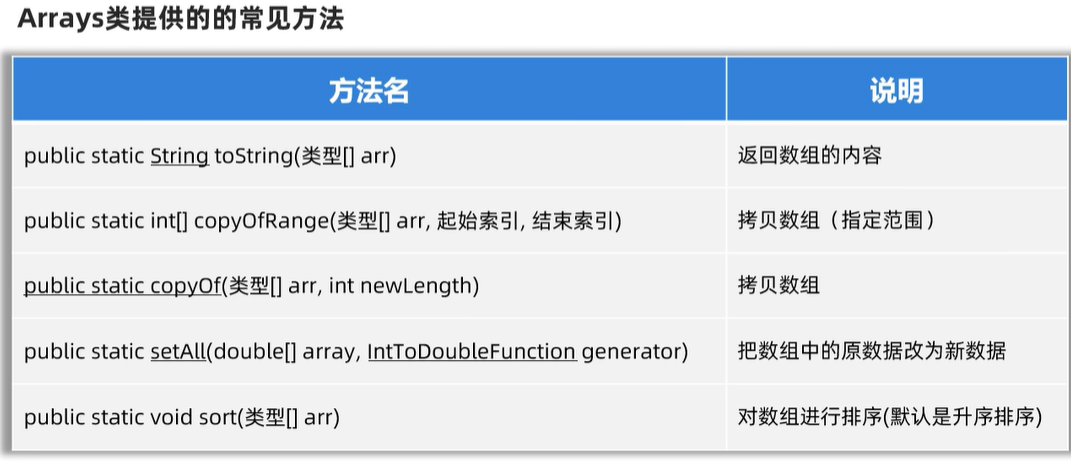 Arrays类提供的的常见方法
方法名 说明
public static String toString(类型[] arr) 返回数组的内容
public static int[] copyOfRange(类型[] arr, 起始索引, 结束索引) 拷贝数组（指定范围）
public static copyOf(类型[] arr, int newLength) 拷贝数组
public static setAll(double[] array, IntToDoubleFunction generator) 把数组中的原数据改为新数据
public static void sort(类型[] arr) 对数组进行排序(默认是升序排序)